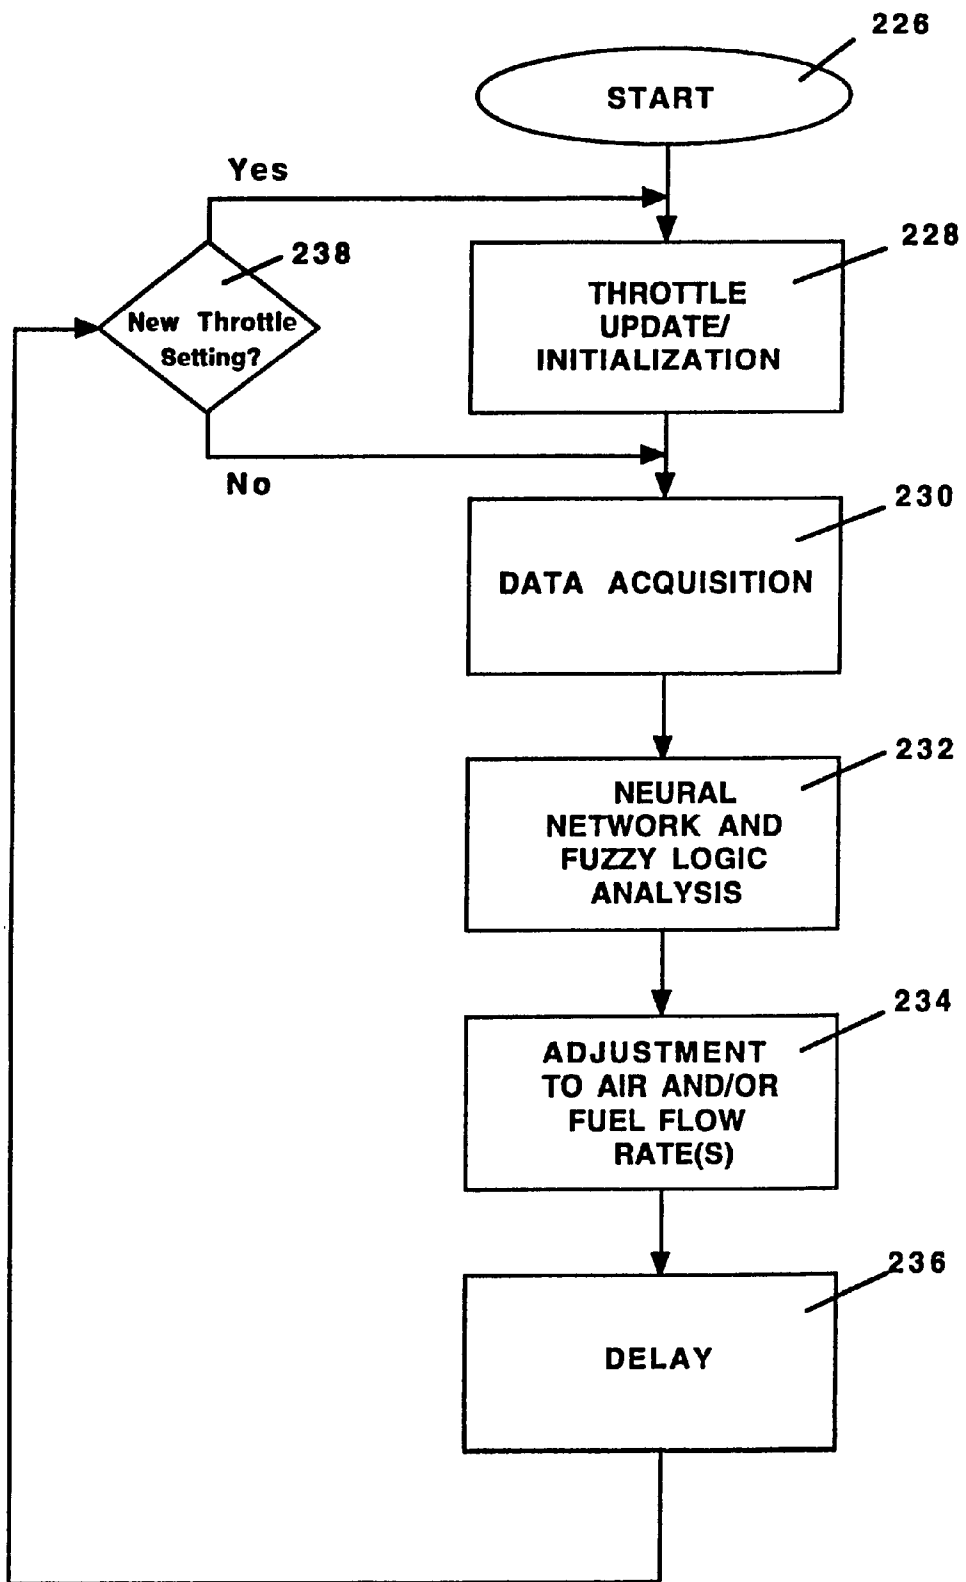 226
START
Yes
228
238
THROTTLE
UPDATE/
INITIALIZATION
New Throttle
Setting?
No
230
DATA ACQUISITION
232
NEURAL
NETWORK AND
FUZZY LOGIC
ANALYSIS
234
ADJUSTMENT
TO AIR AND/OR
FUEL FLOW
RATE(S)
236
DELAY